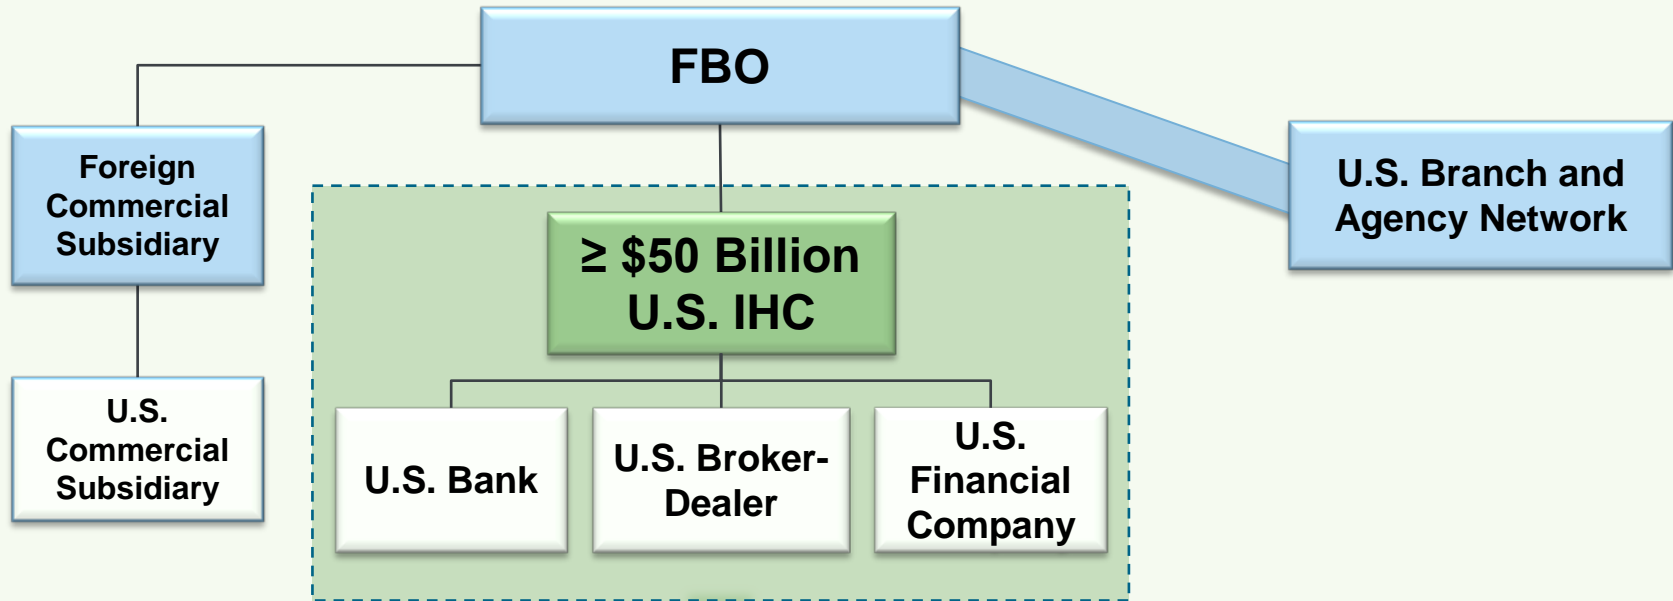 FBO
Foreign
Commercial
Subsidiary
U.S. Branch and
Agency Network
≥ $50 Billion
U.S. IHC
U.S.
Commercial
Subsidiary
U.S. Bank
U.S. Broker-
Dealer
U.S.
Financial
Company